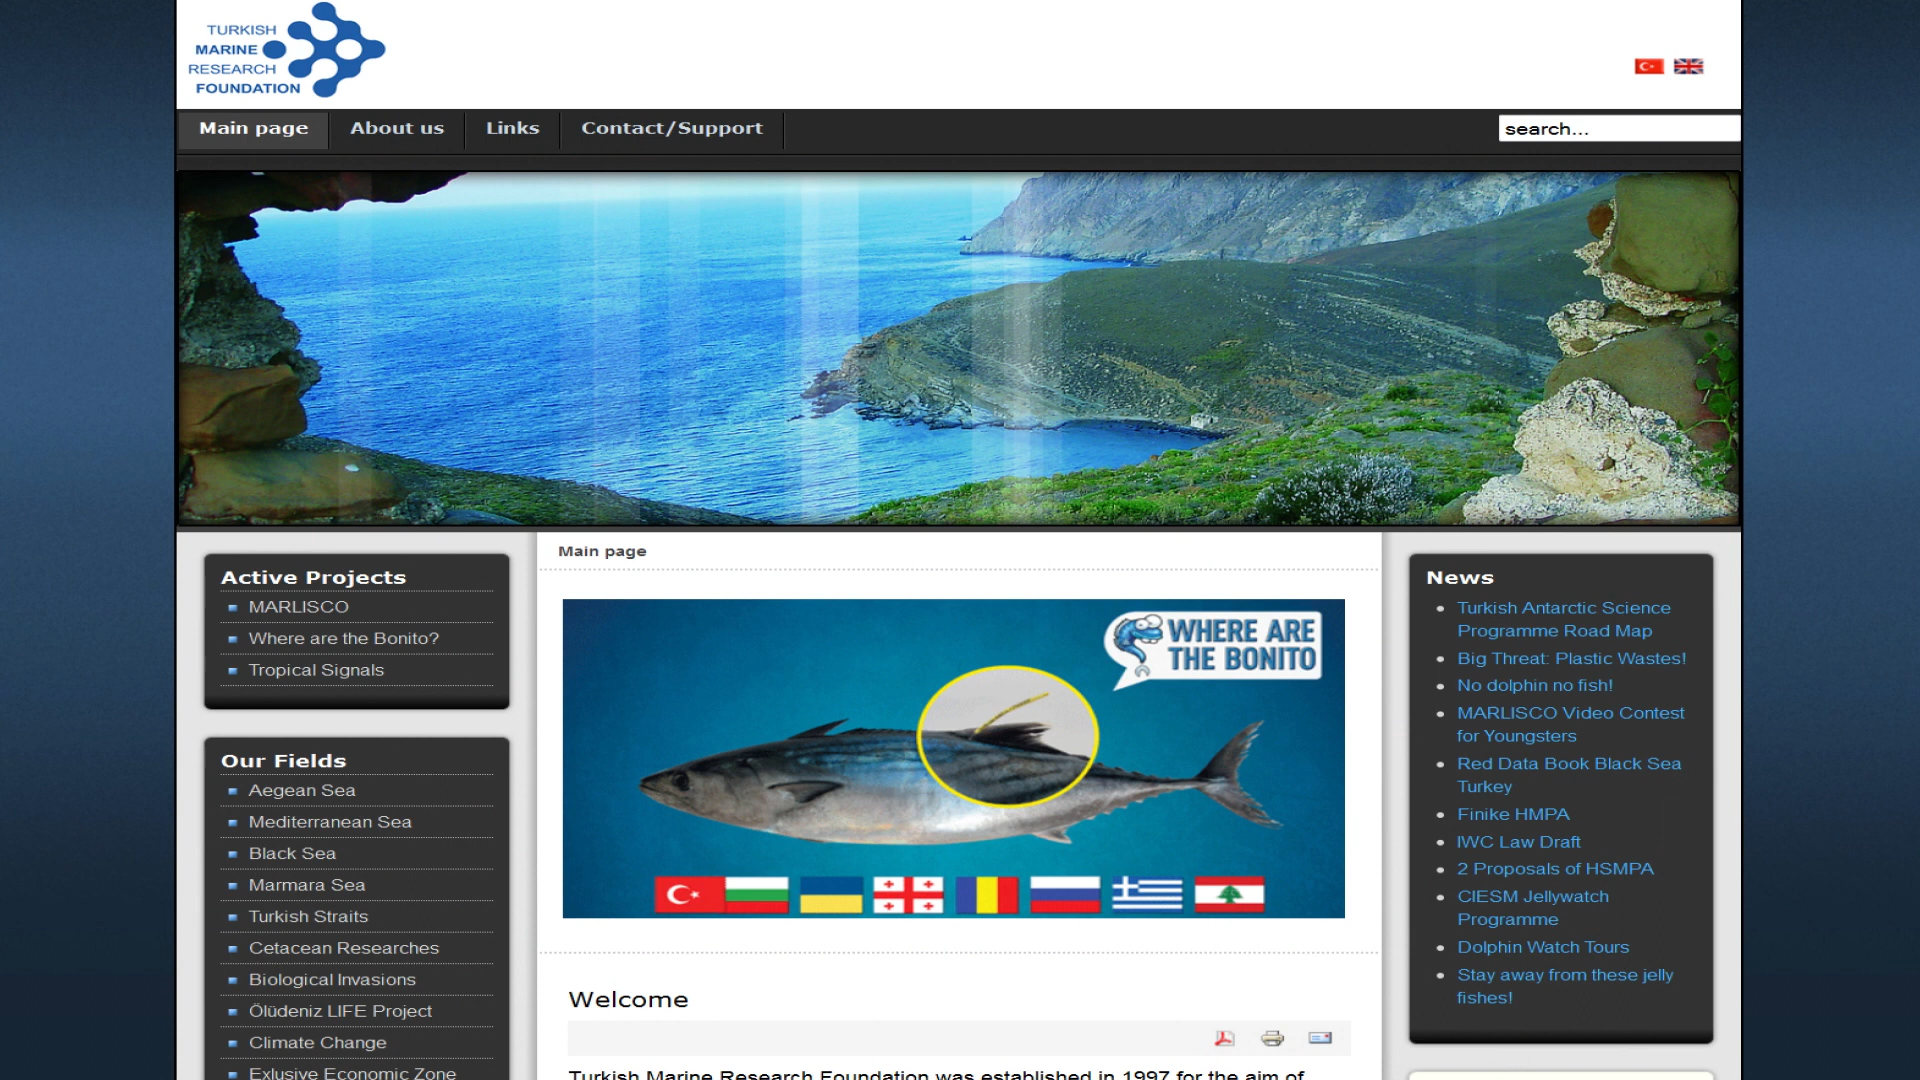 TURKISH
MARINE
RESEARCH
FOUNDATION
Main page
About us
Links
Contact/Support
search...
Active Projects
MARLISCO
Where are the Bonito?
Tropical Signals
Our Fields
Aegean Sea
Mediterranean Sea
Black Sea
Marmara Sea
Turkish Straits
Cetacean Researches
Biological Invasions
Ölüdeniz LIFE Project
Climate Change
Exlusive Economic Zone
Main page
WHERE ARE
THE BONITO
Welcome
Turkish Marine Research Foundation was established in 1997 for the aim of
News
Turkish Antarctic Science
Programme Road Map
Big Threat: Plastic Wastes!
No dolphin no fish!
MARLISCO Video Contest
for Youngsters
Red Data Book Black Sea
Turkey
Finike HMPA
IWC Law Draft
2 Proposals of HSMPA
CIESM Jellywatch
Programme
Dolphin Watch Tours
Stay away from these jelly
fishes!